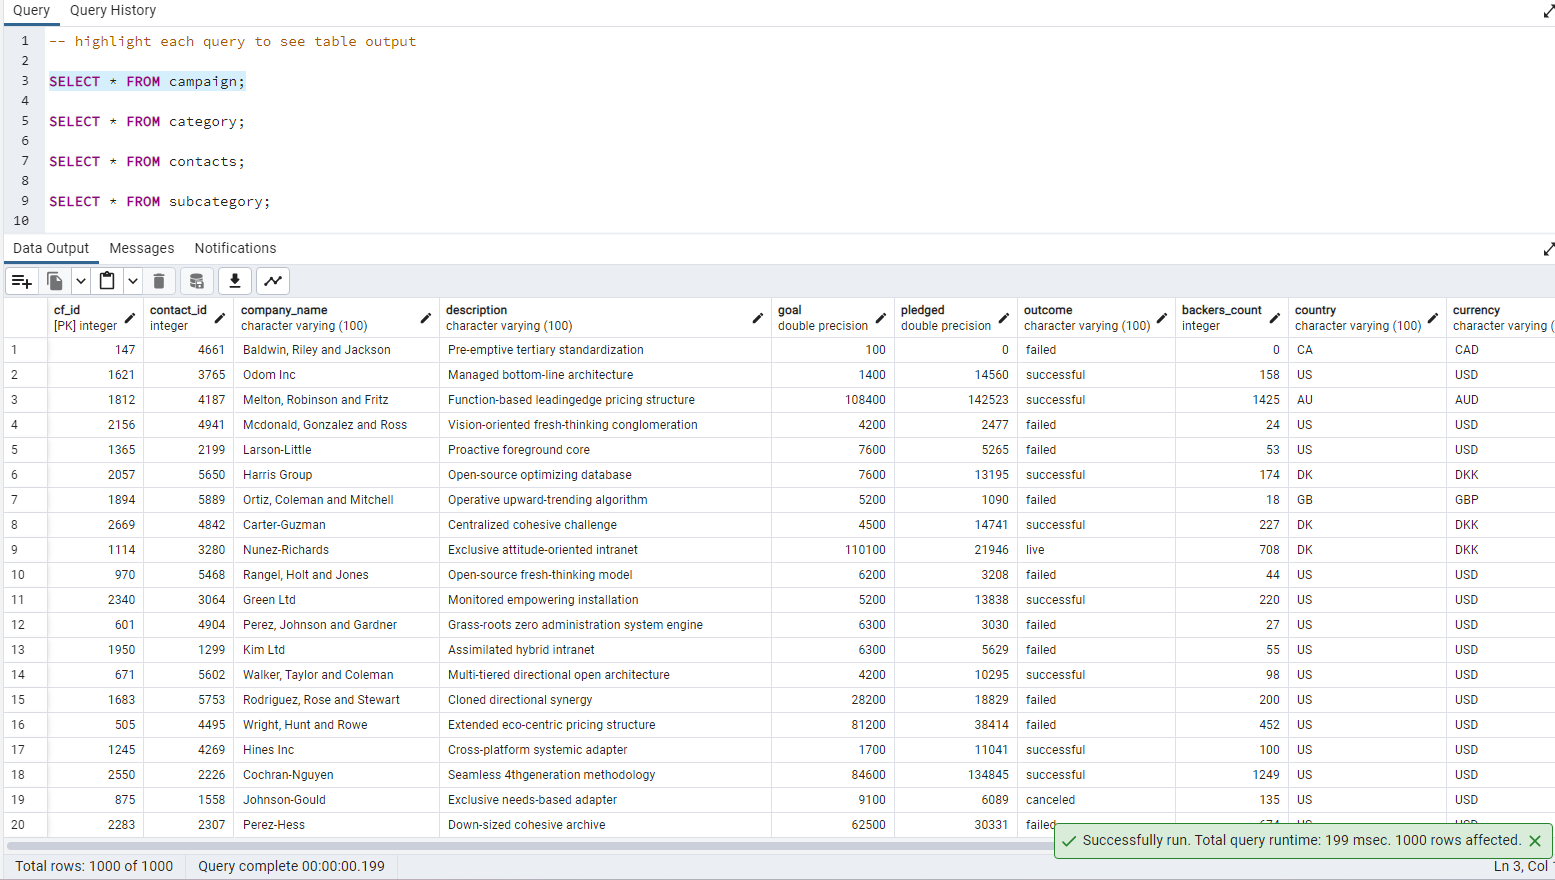 Query Query History
1 -- highlight each query to see table output
2
3 SELECT * FROM campaign;
4
5 SELECT * FROM category;
6
7 SELECT * FROM contacts;
8
9 SELECT * FROM subcategory;
10
Data Output Messages Notifications
cf_id contact_id company_name description goal pledged outcome backers_count country currency
[PK] integer integer character varying (100) character varying (100) double precision double precision character varying (100) integer character varying (100) character varying (
1 147 4661 Baldwin, Riley and Jackson Pre-emptive tertiary standardization 100 0 failed 0 CA CAD
2 1621 3765 Odom Inc Managed bottom-line architecture 1400 14560 successful 158 US USD
3 1812 4187 Melton, Robinson and Fritz Function-based leadingedge pricing structure 108400 142523 successful 1425 AU AUD
4 2156 4941 Mcdonald, Gonzalez and Ross Vision-oriented fresh-thinking conglomeration 4200 2477 failed 24 US USD
5 1365 2199 Larson-Little Proactive foreground core 7600 5265 failed 53 US USD
6 2057 5650 Harris Group Open-source optimizing database 7600 13195 successful 174 DK DKK
7 1894 5889 Ortiz, Coleman and Mitchell Operative upward-trending algorithm 5200 1090 failed 18 GB GBP
8 2669 4842 Carter-Guzman Centralized cohesive challenge 4500 14741 successful 227 DK DKK
9 1114 3280 Nunez-Richards Exclusive attitude-oriented intranet 110100 21946 live 708 DK DKK
10 970 5468 Rangel, Holt and Jones Open-source fresh-thinking model 6200 3208 failed 44 US USD
11 2340 3064 Green Ltd Monitored empowering installation 5200 13838 successful 220 US USD
12 601 4904 Perez, Johnson and Gardner Grass-roots zero administration system engine 6300 3030 failed 27 US USD
13 1950 1299 Kim Ltd Assimilated hybrid intranet 6300 5629 failed 55 US USD
14 671 5602 Walker, Taylor and Coleman Multi-tiered directional open architecture 4200 10295 successful 98 US USD
15 1683 5753 Rodriguez, Rose and Stewart Cloned directional synergy 28200 18829 failed 200 US USD
16 505 4495 Wright, Hunt and Rowe Extended eco-centric pricing structure 81200 38414 failed 452 US USD
17 1245 4269 Hines Inc Cross-platform systemic adapter 1700 11041 successful 100 US USD
18 2550 2226 Cochran-Nguyen Seamless 4thgeneration methodology 84600 134845 successful 1249 US USD
19 875 1558 Johnson-Gould Exclusive needs-based adapter 9100 6089 canceled 135 US USD
20 2283 2307 Perez-Hess Down-sized cohesive archive 62500 30331 failed
Successfully run. Total query runtime: 199 msec. 1000 rows affected.
Total rows: 1000 of 1000 Query complete 00:00:00.199 Ln 3, Col